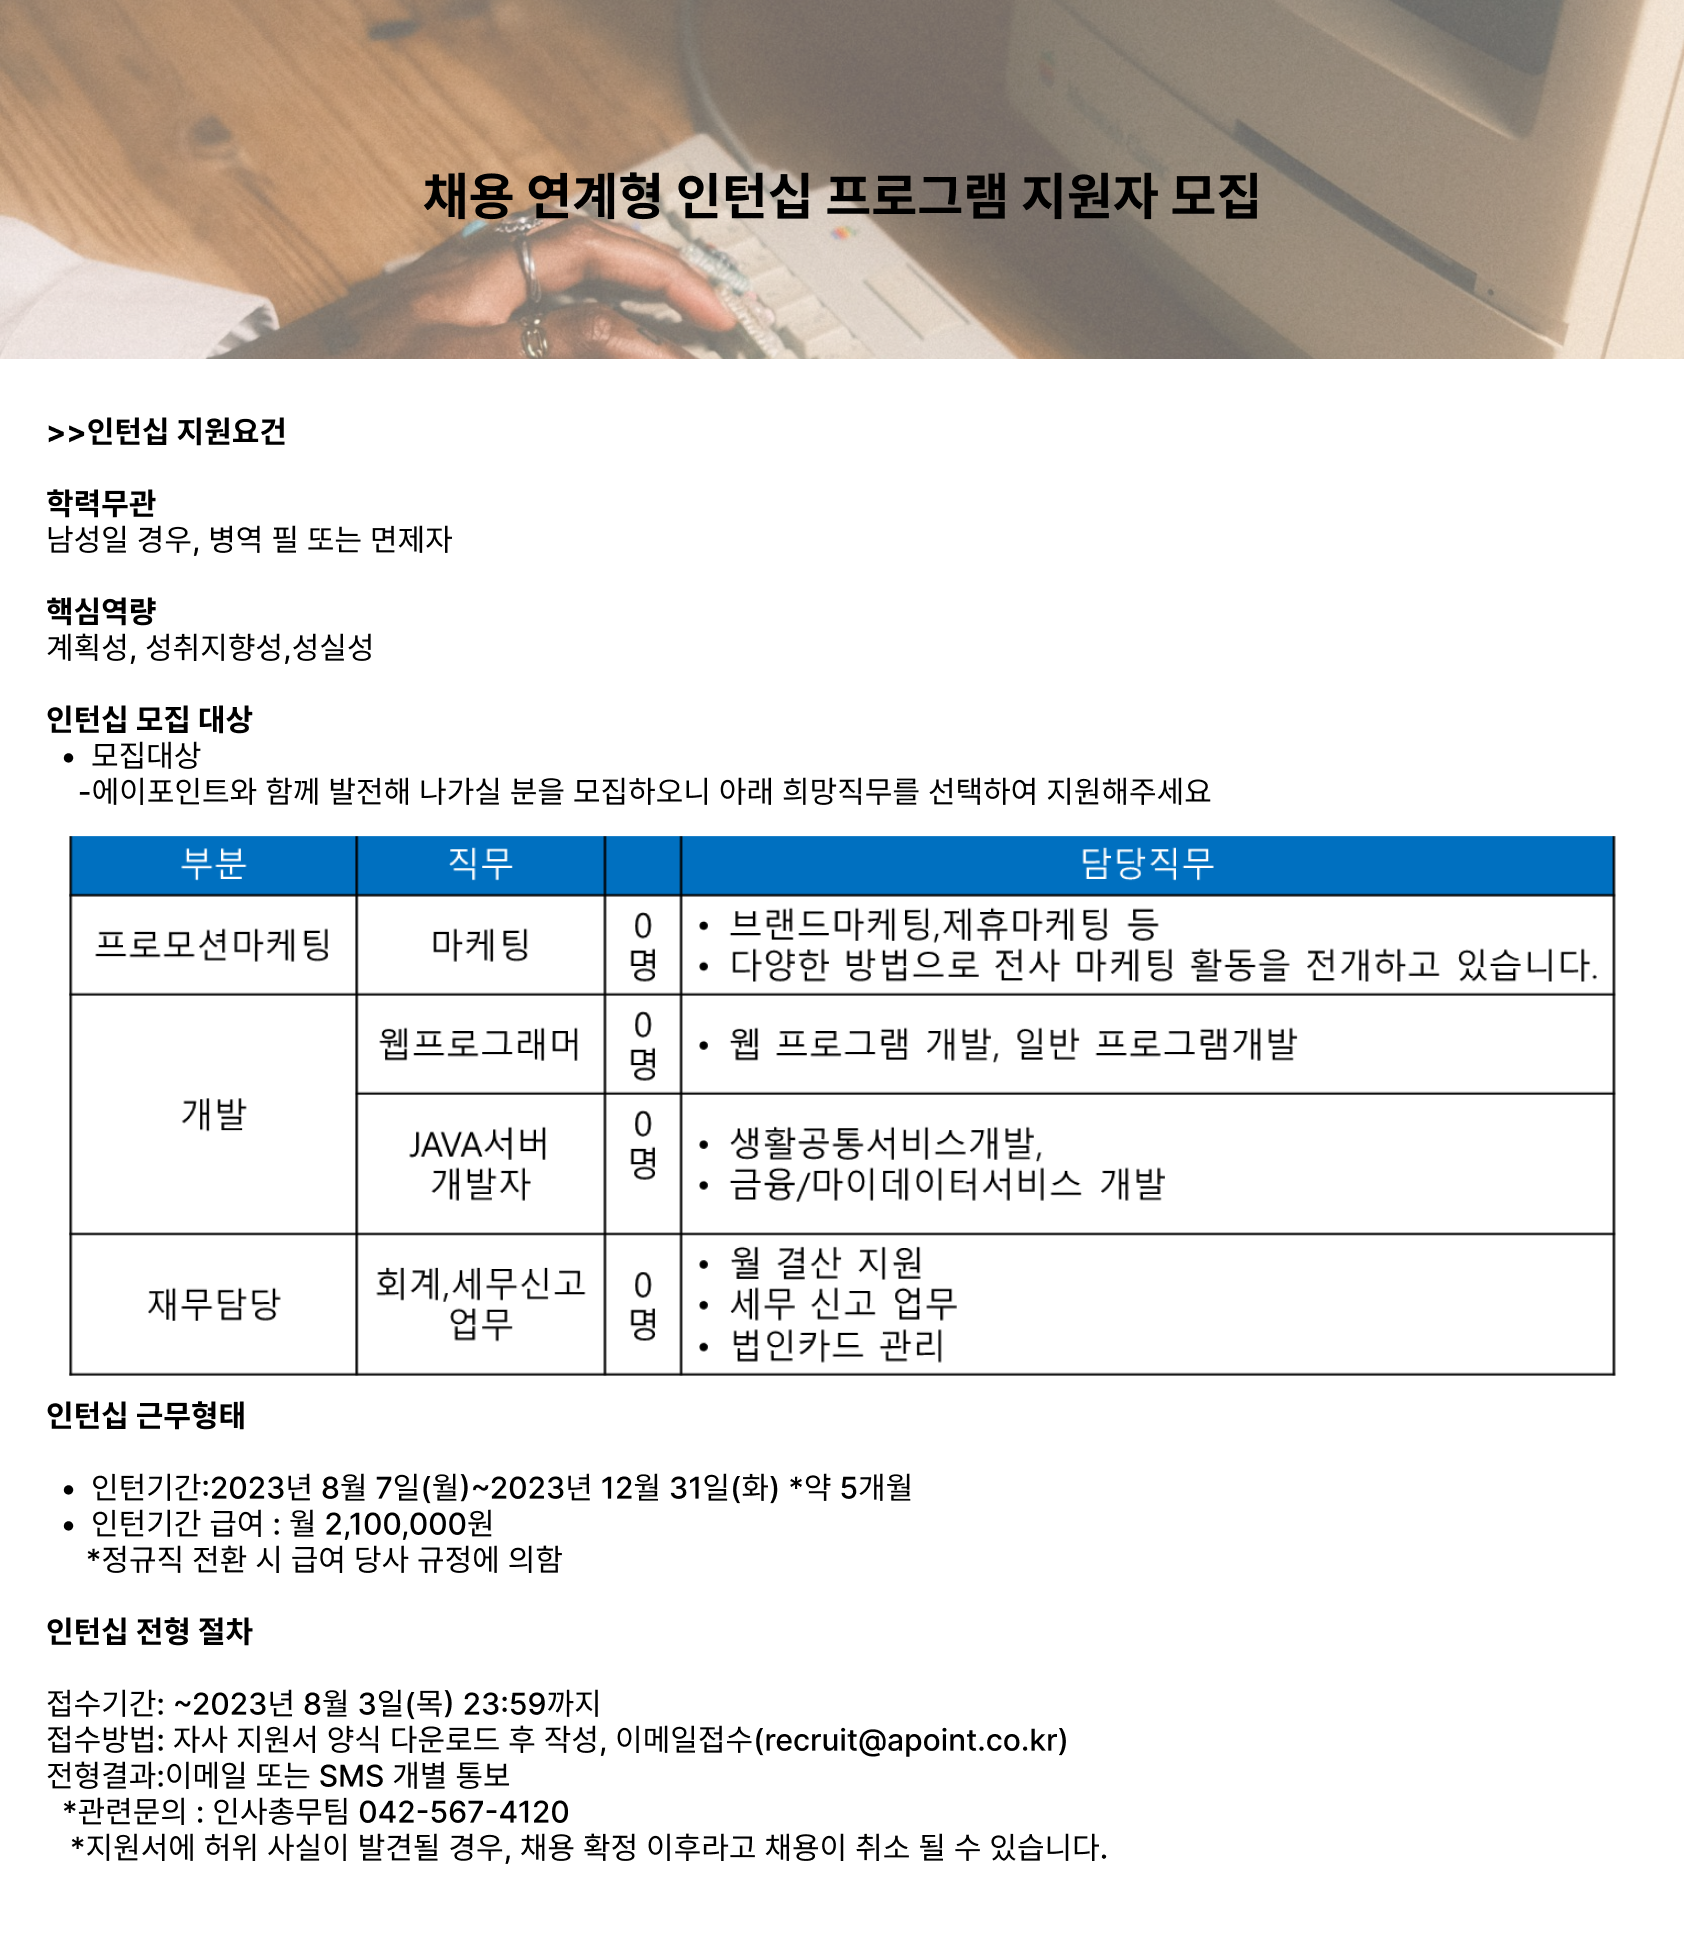 채용 연계형 인턴십 프로그램 지원자 모집
>>인턴십 지원요건
학력무관
남성일 경우, 병역 필 또는 면제자
핵심역량
계획성, 성취지향성,성실성
인턴십 모집 대상
• 모집대상
-에이포인트와 함께 발전해 나가실 분을 모집하오니 아래 희망직무를 선택하여 지원해주세요
부분 직무 담당직무
프로모션마케팅 마케팅 0명
• 브랜드마케팅,제휴마케팅 등
• 다양한 방법으로 전사 마케팅 활동을 전개하고 있습니다.
개발
웹프로그래머 0명
• 웹 프로그램 개발, 일반 프로그램개발
JAVA서버
개발자
0명
• 생활공통서비스개발,
• 금융/마이데이터서비스 개발
재무담당
회계,세무신고
업무
0명
• 월 결산 지원
• 세무 신고 업무
• 법인카드 관리
인턴십 근무형태
• 인턴기간:2023년 8월 7일(월)~2023년 12월 31일(화) *약 5개월
• 인턴기간 급여 : 월 2,100,000원
*정규직 전환 시 급여 당사 규정에 의함
인턴십 전형 절차
접수기간: ~2023년 8월 3일(목) 23:59까지
접수방법: 자사 지원서 양식 다운로드 후 작성, 이메일접수(recruit@apoint.co.kr)
전형결과:이메일 또는 SMS 개별 통보
*관련문의 : 인사총무팀 042-567-4120
*지원서에 허위 사실이 발견될 경우, 채용 확정 이후라고 채용이 취소 될 수 있습니다.